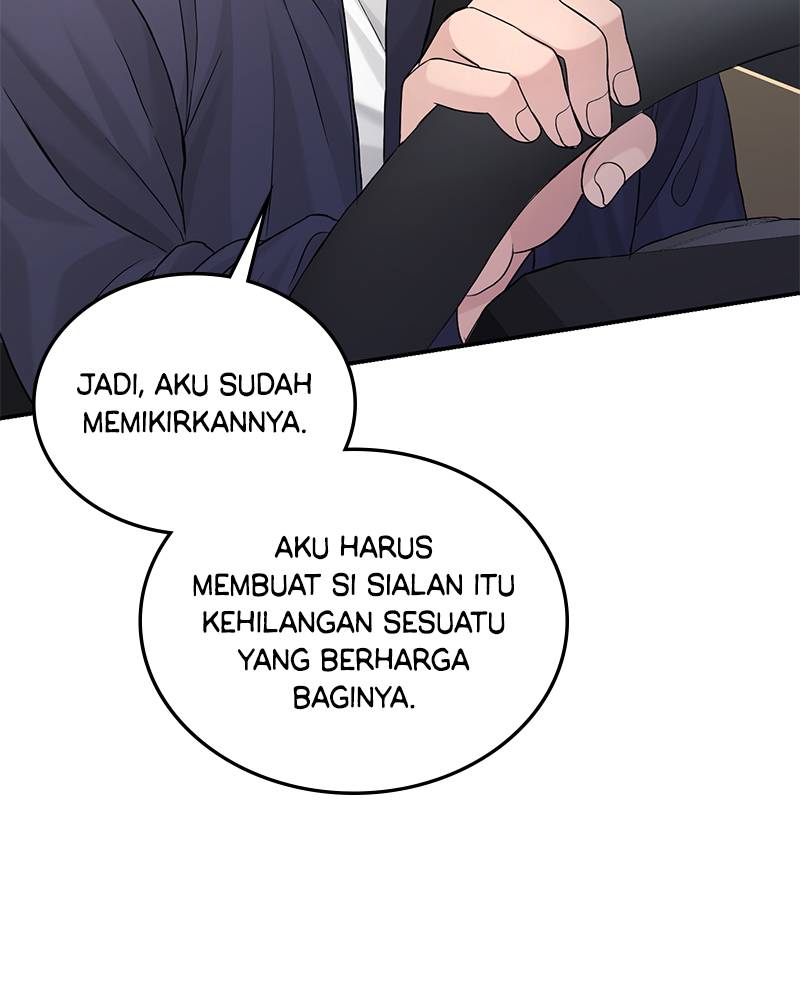 JADI, AKU SUDAH
MEMIKIRKANNYA.
AKU HARUS
MEMBUAT SI SIALAN ITU
KEHILANGAN SESUATU
YANG BERHARGA
BAGINYA.